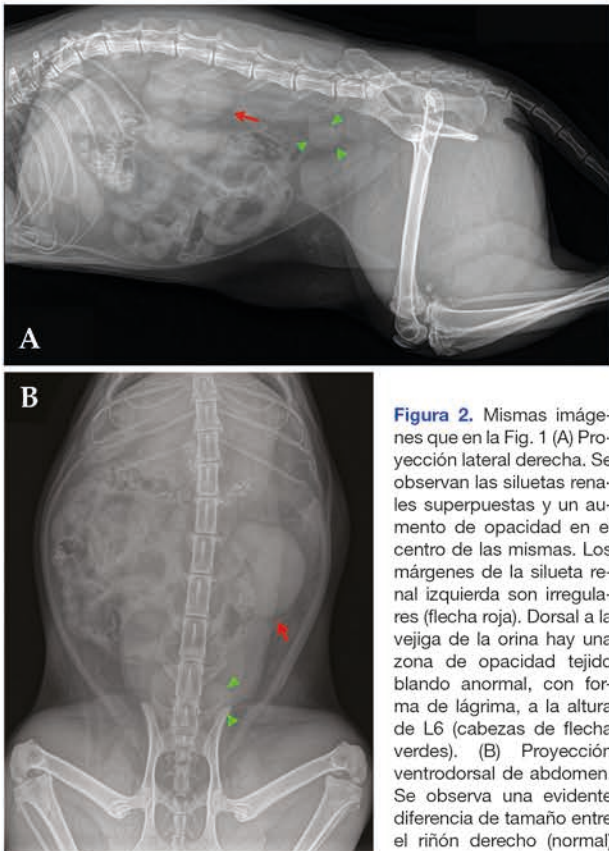 A
B
Figura 2. Mismas imáge-
nes que en la Fig. 1 (A) Pro-
yección lateral derecha. Se
observan las siluetas rena-
les superpuestas y un au-
mento de opacidad en el
centro de las mismas. Los
márgenes de la silueta re-
nal izquierda son irregula-
res (flecha roja). Dorsal a la
vejiga de la orina hay una
zona de opacidad tejido
blando anormal, con for-
ma de lágrima, a la altura
de L6 (cabezas de flecha
verdes). (B) Proyección
ventrodorsal de abdomen.
Se observa una evidente
diferencia de tamaño entre
el riñón derecho (normal)